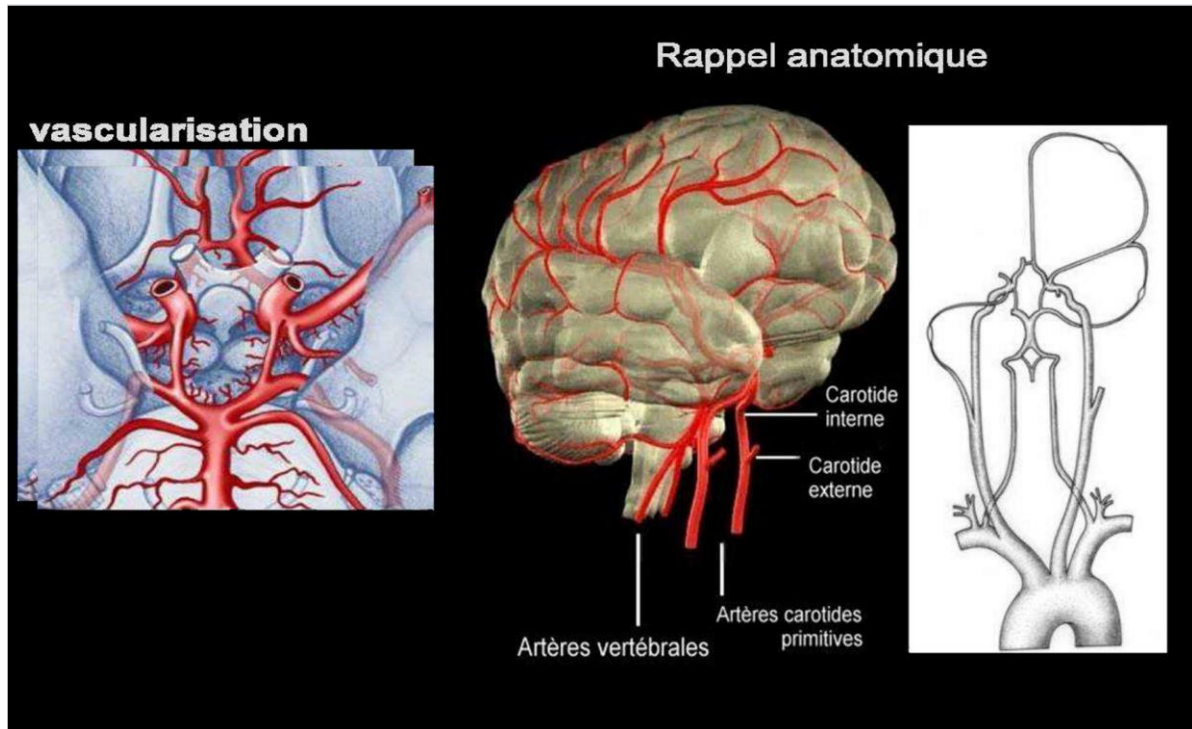 Rappel anatomique
vascularisation
Carotide
interne
Carotide
externe
Artères carotides
primitives
Artères vertébrales